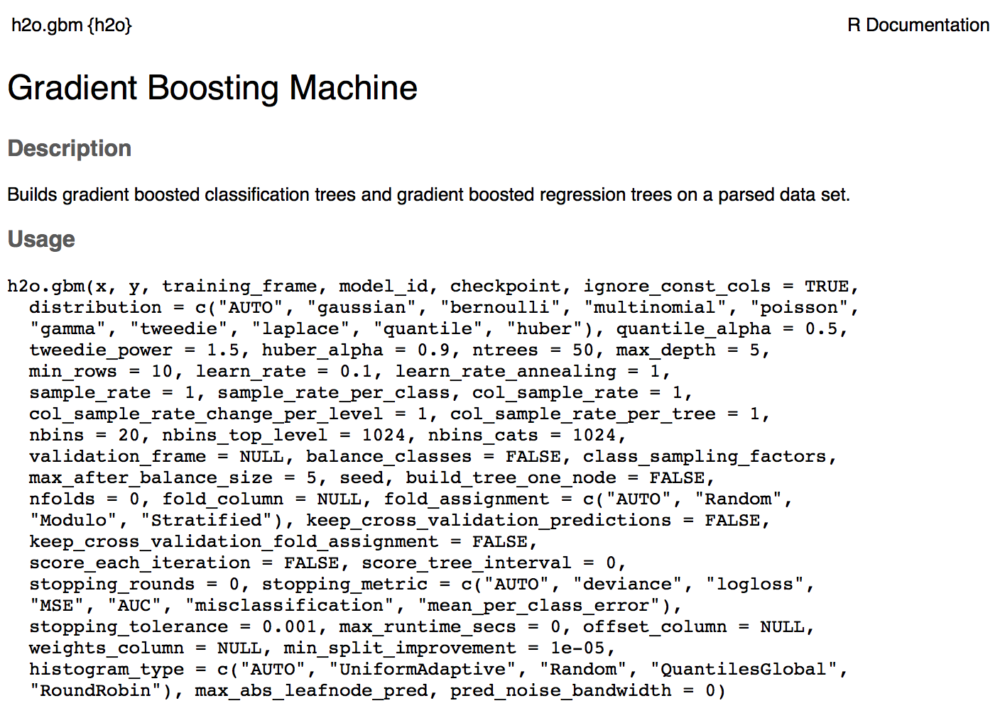 h2o.gbm {h2o} R Documentation
Gradient Boosting Machine
Description
Builds gradient boosted classification trees and gradient boosted regression trees on a parsed data set.
Usage
h2o.gbm(x, y, training_frame, model_id, checkpoint, ignore_const_cols = TRUE,
distribution = c("AUTO", "gaussian", "bernoulli", "multinomial", "poisson",
"gamma", "tweedie", "laplace", "quantile", "huber"), quantile_alpha = 0.5,
tweedie_power = 1.5, huber_alpha = 0.9, ntrees = 50, max_depth = 5,
min_rows = 10, learn_rate = 0.1, learn_rate_annealing = 1,
sample_rate = 1, sample_rate_per_class, col_sample_rate = 1,
col_sample_rate_change_per_level = 1, col_sample_rate_per_tree = 1,
nbins = 20, nbins_top_level = 1024, nbins_cats = 1024,
validation_frame = NULL, balance_classes = FALSE, class_sampling_factors,
max_after_balance_size = 5, seed, build_tree_one_node = FALSE,
nfolds = 0, fold_column = NULL, fold_assignment = c("AUTO", "Random",
"Modulo", "Stratified"), keep_cross_validation_predictions = FALSE,
keep_cross_validation_fold_assignment = FALSE,
score_each_iteration = FALSE, score_tree_interval = 0,
stopping_rounds = 0, stopping_metric = c("AUTO", "deviance", "logloss",
"MSE", "AUC", "misclassification", "mean_per_class_error"),
stopping_tolerance = 0.001, max_runtime_secs = 0, offset_column = NULL,
weights_column = NULL, min_split_improvement = 1e-05,
histogram_type = c("AUTO", "UniformAdaptive", "Random", "QuantilesGlobal",
"RoundRobin"), max_abs_leafnode_pred, pred_noise_bandwidth = 0)